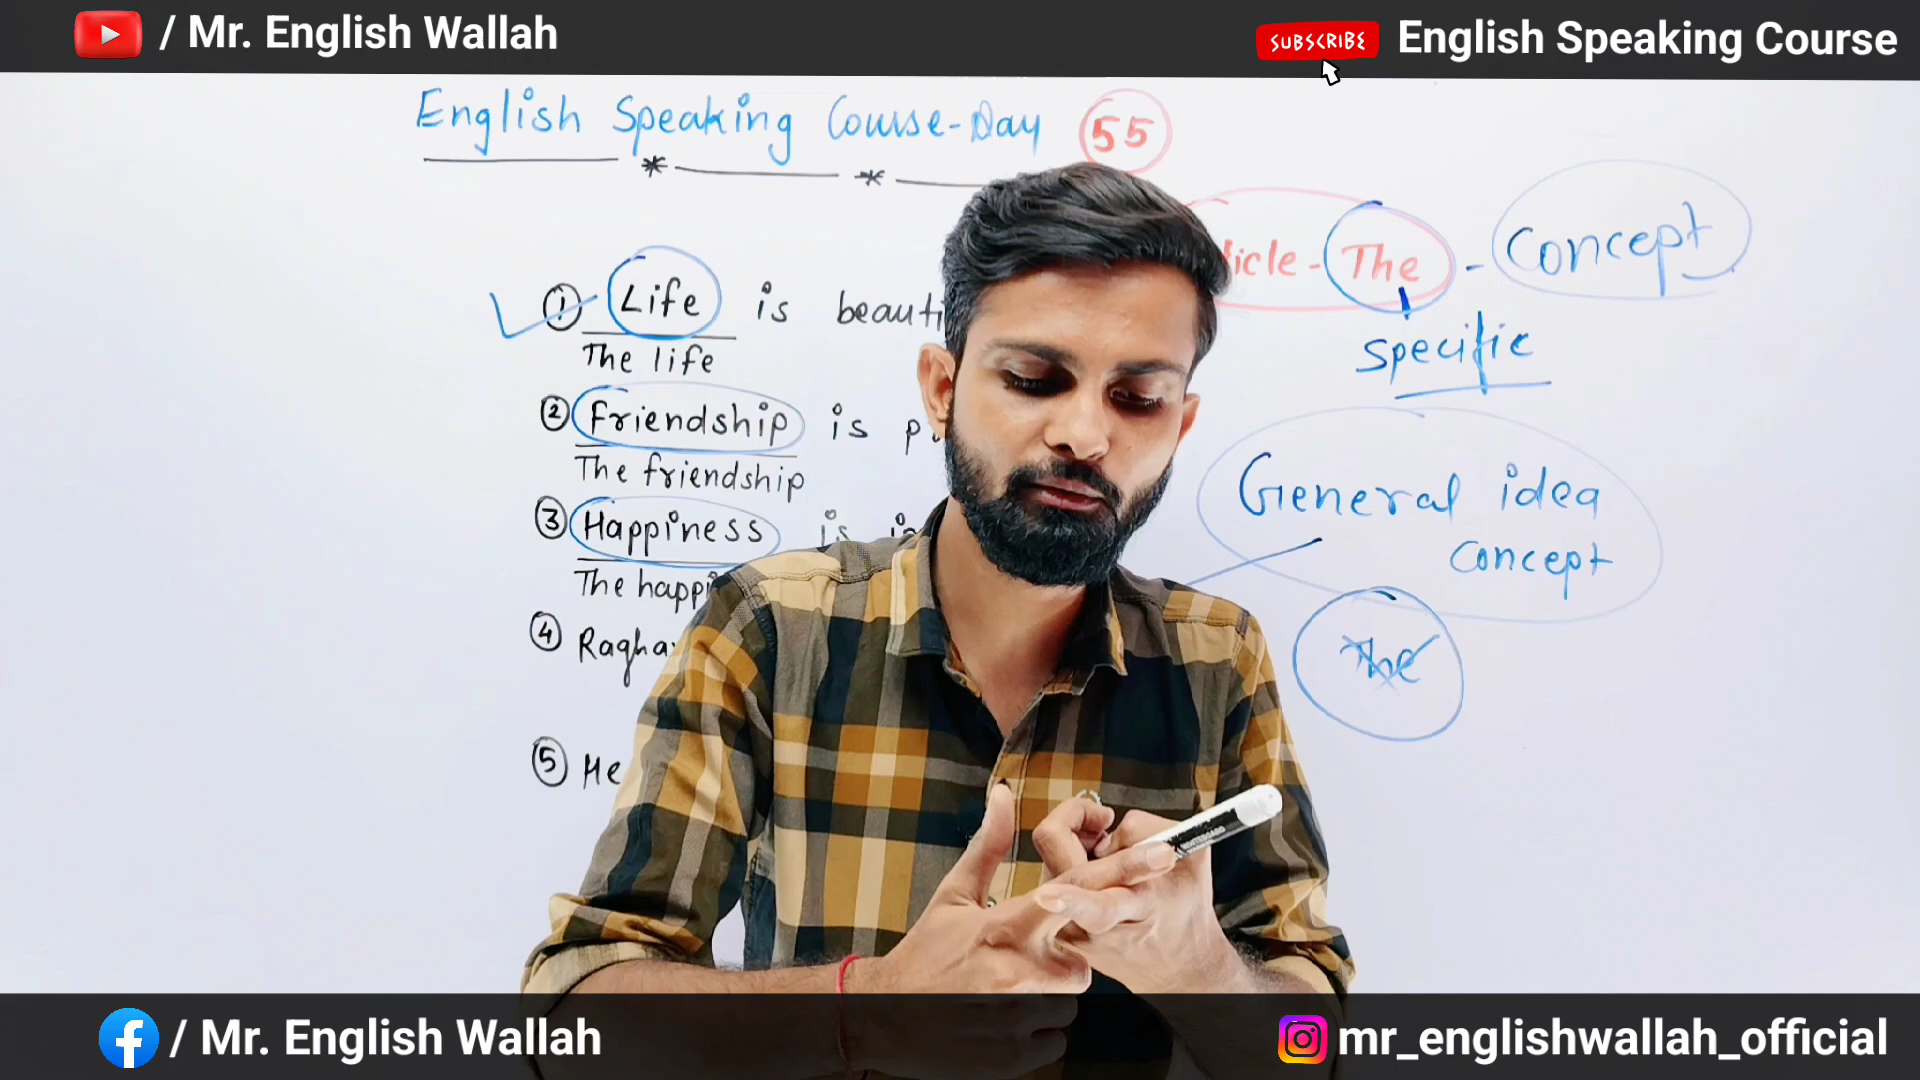 / Mr. English Wallah
SUBSCRIBE English Speaking Course
English Speaking Course-Day 55
Article - The - Concept
specific
① Life is beauti
The life
② Friendship is p
The friendship
③ Happiness is
The happi
④ Ragha
⑤ He
General idea
Concept
The
WHITEBOARD
/ Mr. English Wallah
mr_englishwallah_official